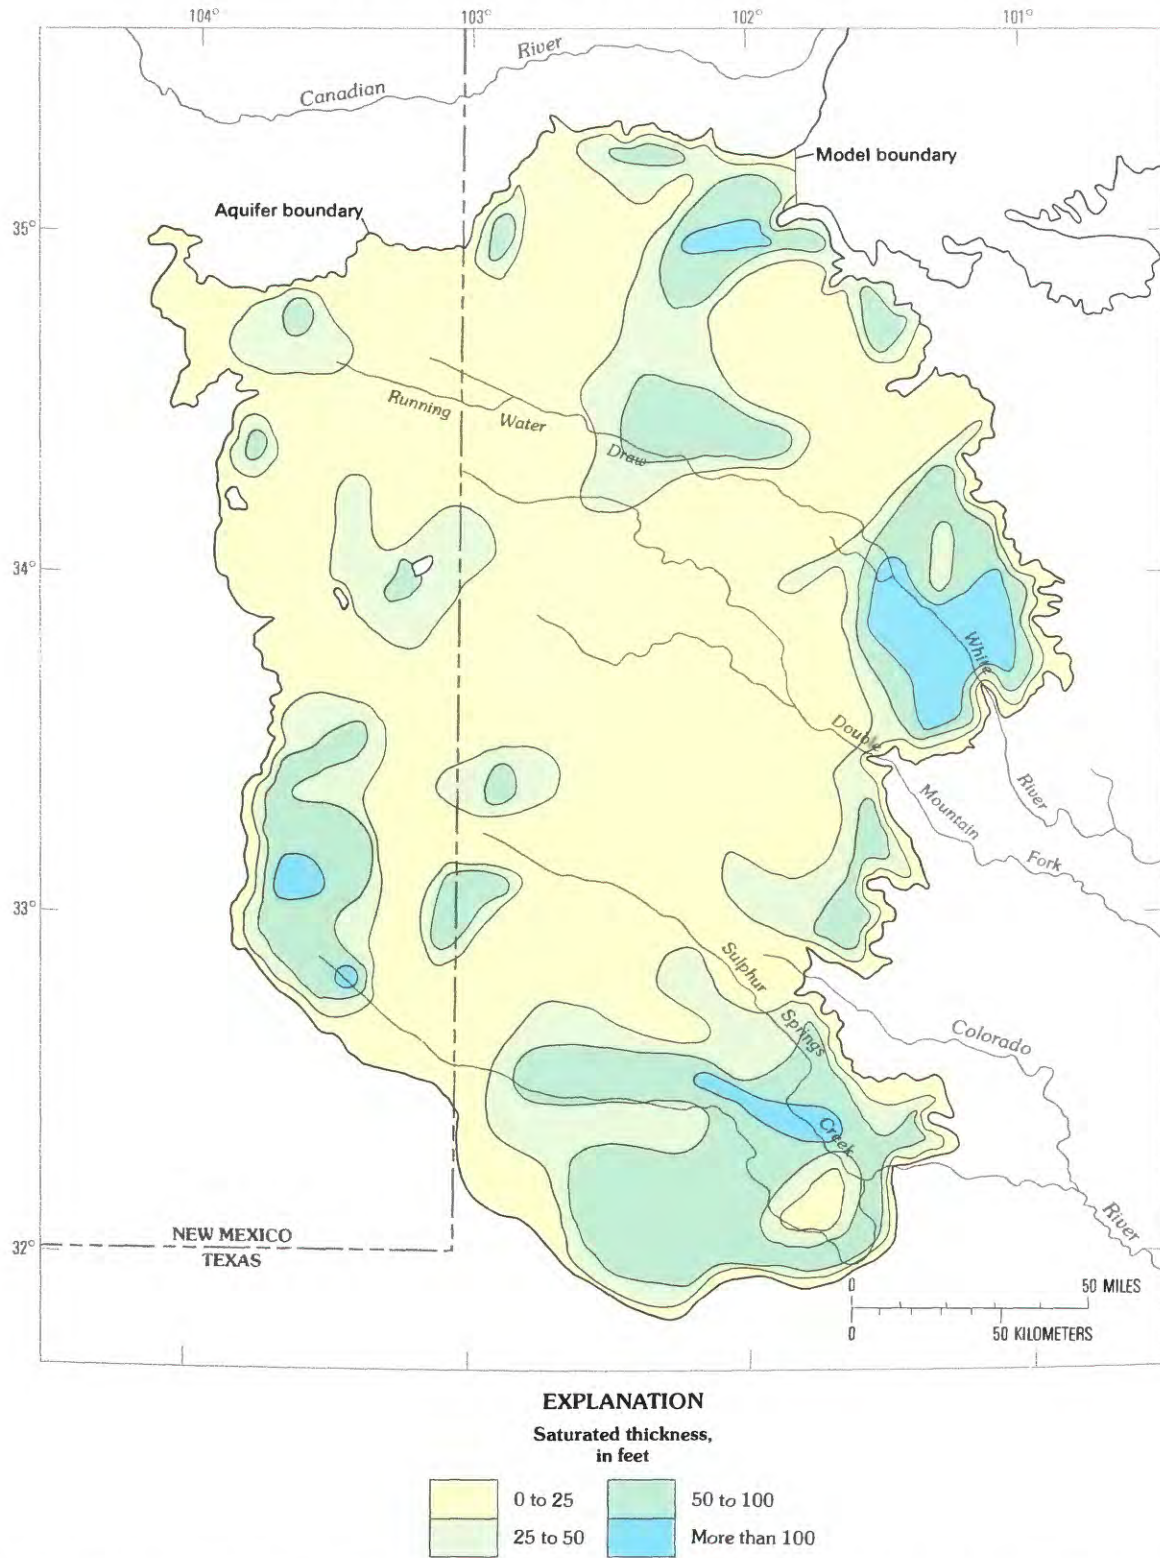 104°
103°
102°
101°
Canadian
River
Model boundary
Aquifer boundary
35°
Running
Water
Draw
34°
White
Double
Mountain
River
Fork
33°
Sulphur
Springs
Colorado
Creek
River
NEW MEXICO
TEXAS
32°
0 50 MILES
0 50 KILOMETERS
EXPLANATION
Saturated thickness,
in feet
0 to 25
50 to 100
25 to 50
More than 100